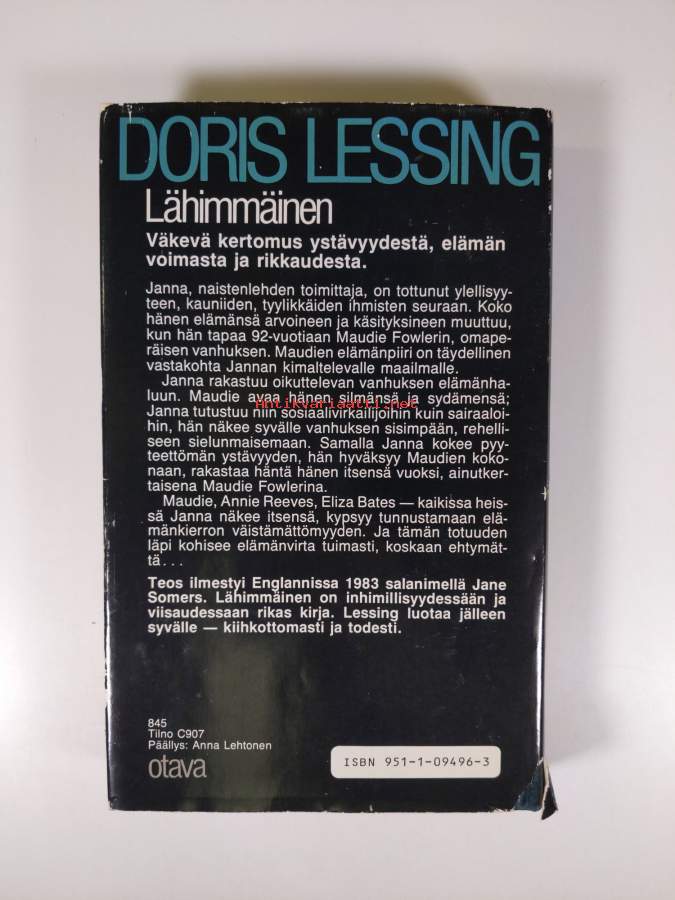 DORIS LESSING
Lähimmäinen
Väkevä kertomus ystävyydestä, elämän
voimasta ja rikkaudesta.
Janna, naistenlehden toimittaja, on tottunut ylellisyy-
teen, kauniiden, tyylikkäiden ihmisten seuraan. Koko
hänen elämänsä arvoineen ja käsityksineen muuttuu,
kun hän tapaa 92-vuotiaan Maudie Fowlerin, omape-
räisen vanhuksen. Maudien elämänpiiri on täydellinen
vastakohta Jannan kimaltelevalle maailmalle.
Janna rakastuu oikuttelevan vanhuksen elämänha-
luun. Maudie avaa hänen silmänsä ja sydämensä;
Antikvariaatti.net
Janna tutustuu niin sosiaalivirkailijoihin kuin sairaaloi-
hin, hän näkee syvälle vanhuksen sisimpään, rehelli-
seen sielunmaisemaan. Samalla Janna kokee pyy-
teettömän ystävyyden, hän hyväksyy Maudien koko-
naan, rakastaa häntä hänen itsensä vuoksi, ainutker-
taisena Maudie Fowlerina.
Maudie, Annie Reeves, Eliza Bates — kaikissa heis-
sä Janna näkee itsensä, kypsyy tunnustamaan elä-
mänkierron väistämättömyyden. Ja tämän totuuden
läpi kohisee elämänvirta tuimasti, koskaan ehtymät-
tä...
Teos ilmestyi Englannissa 1983 salanimellä Jane
Somers. Lähimmäinen on inhimillisyydessään ja
viisaudessaan rikas kirja. Lessing luotaa jälleen
syvälle — kiihkottomasti ja todesti.
845
Tilno C907
Päällys: Anna Lehtonen
otava
ISBN 951-1-09496-3